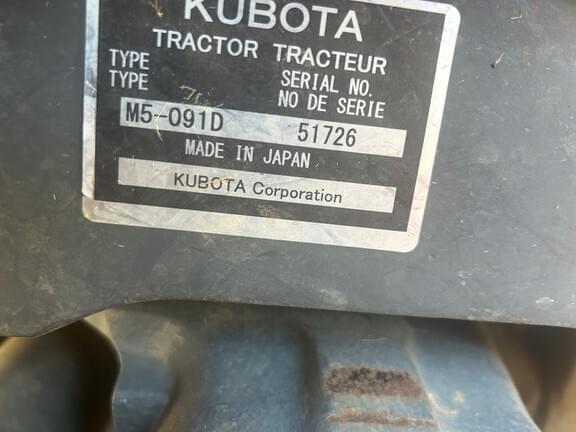 KUBOTA
TRACTOR TRACTEUR
TYPE SERIAL NO.
TYPE NO DE SERIE
M5-091D 51726
MADE IN JAPAN
KUBOTA Corporation